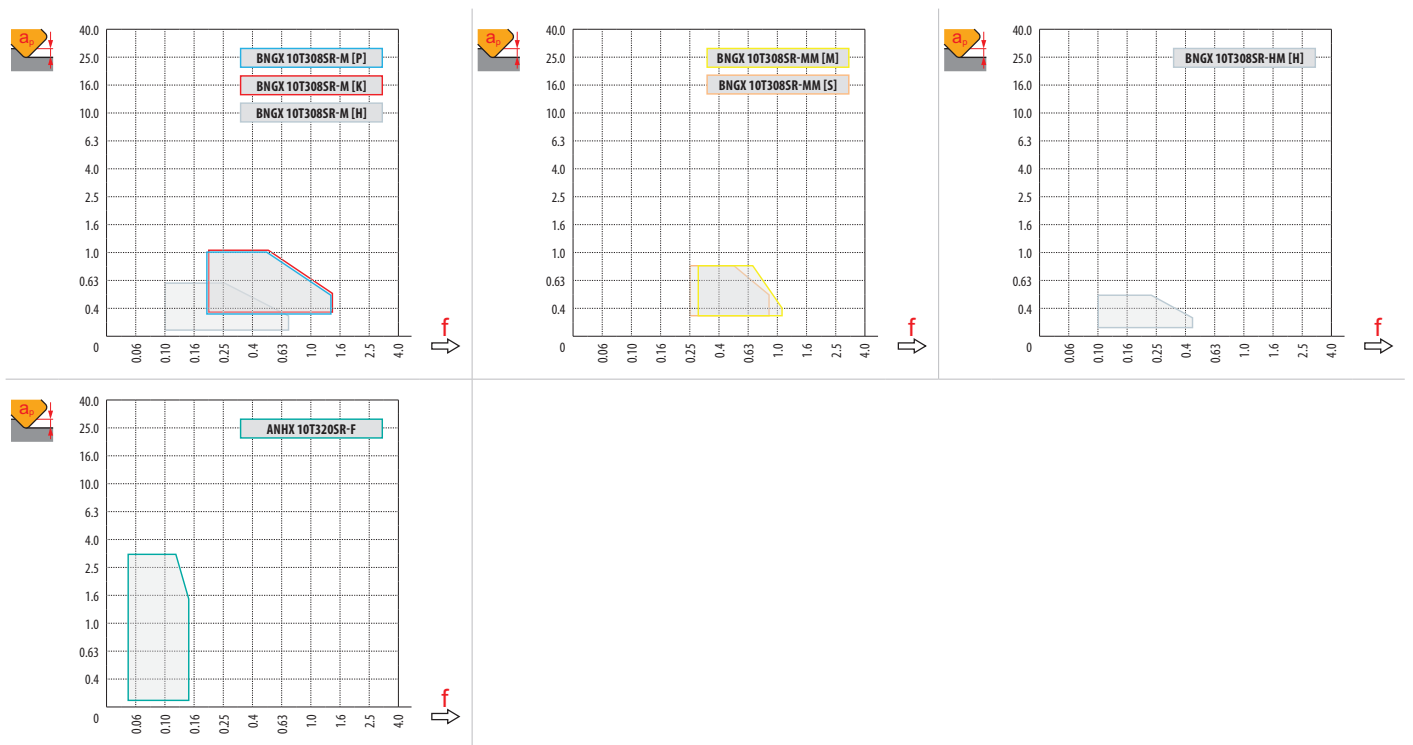 aₚ
40.0
25.0
16.0
10.0
6.3
4.0
2.5
1.6
1.0
0.63
0.4
0
BNGX 10T308SR-M [P]
BNGX 10T308SR-M [K]
BNGX 10T308SR-M [H]
0.06 0.10 0.16 0.25 0.4 0.63 1.0 1.6 2.5 4.0
f
aₚ
40.0
25.0
16.0
10.0
6.3
4.0
2.5
1.6
1.0
0.63
0.4
0
BNGX 10T308SR-MM [M]
BNGX 10T308SR-MM [S]
0.06 0.10 0.16 0.25 0.4 0.63 1.0 1.6 2.5 4.0
f
aₚ
40.0
25.0
16.0
10.0
6.3
4.0
2.5
1.6
1.0
0.63
0.4
0
BNGX 10T308SR-HM [H]
0.06 0.10 0.16 0.25 0.4 0.63 1.0 1.6 2.5 4.0
f
aₚ
40.0
25.0
16.0
10.0
6.3
4.0
2.5
1.6
1.0
0.63
0.4
0
ANHX 10T320SR-F
0.06 0.10 0.16 0.25 0.4 0.63 1.0 1.6 2.5 4.0
f